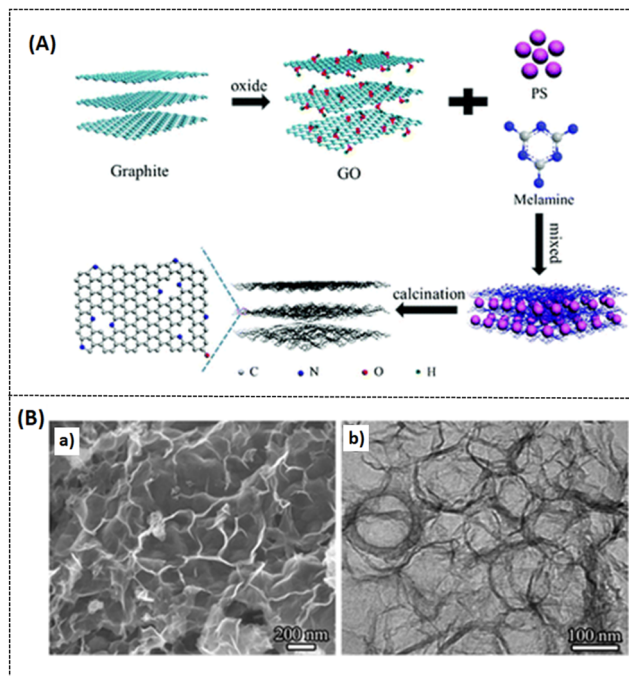 (A)
oxide
Graphite
GO
PS
Melamine
mixed
calcination
C N O H
(B)
a)
200 nm
b)
100 nm